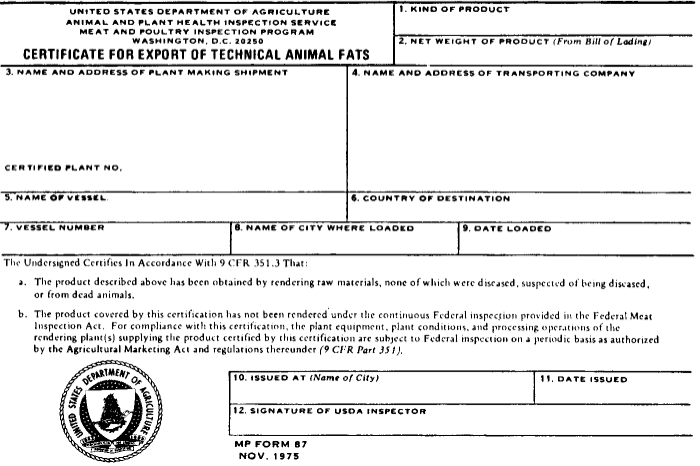 UNITED STATES DEPARTMENT OF AGRICULTURE
ANIMAL AND PLANT HEALTH INSPECTION SERVICE
MEAT AND POULTRY INSPECTION PROGRAM
WASHINGTON, D.C. 20250
CERTIFICATE FOR EXPORT OF TECHNICAL ANIMAL FATS
1. KIND OF PRODUCT
2. NET WEIGHT OF PRODUCT (From Bill of Lading)
3. NAME AND ADDRESS OF PLANT MAKING SHIPMENT
CERTIFIED PLANT NO.
4. NAME AND ADDRESS OF TRANSPORTING COMPANY
5. NAME OF VESSEL
6. COUNTRY OF DESTINATION
7. VESSEL NUMBER
8. NAME OF CITY WHERE LOADED
9. DATE LOADED
The Undersigned Certifies In Accordance With 9 CFR 351.3 That:
a. The product described above has been obtained by rendering raw materials, none of which were diseased, suspected of being diseased,
or from dead animals.
b. The product covered by this certification has not been rendered under the continuous Federal inspection provided in the Federal Meat
Inspection Act. For compliance with this certification, the plant equipment, plant conditions, and processing operations of the
rendering plant(s) supplying the product certified by this certification are subject to Federal inspection on a periodic basis as authorized
by the Agricultural Marketing Act and regulations thereunder (9 CFR Part 351).
UNITED STATES DEPARTMENT OF AGRICULTURE
10. ISSUED AT (Name of City)
11. DATE ISSUED
12. SIGNATURE OF USDA INSPECTOR
MP FORM 87
NOV. 1975